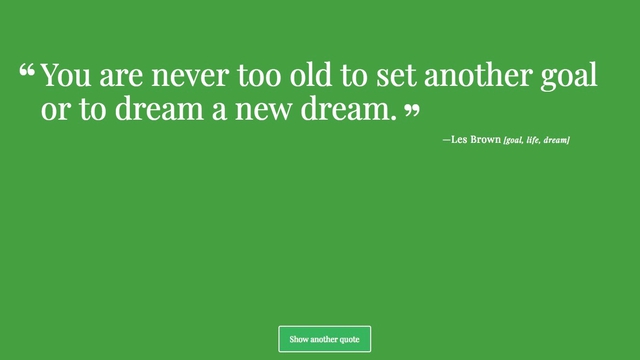 “ You are never too old to set another goal
or to dream a new dream. ”
—Les Brown [goal, life, dream]
Show another quote